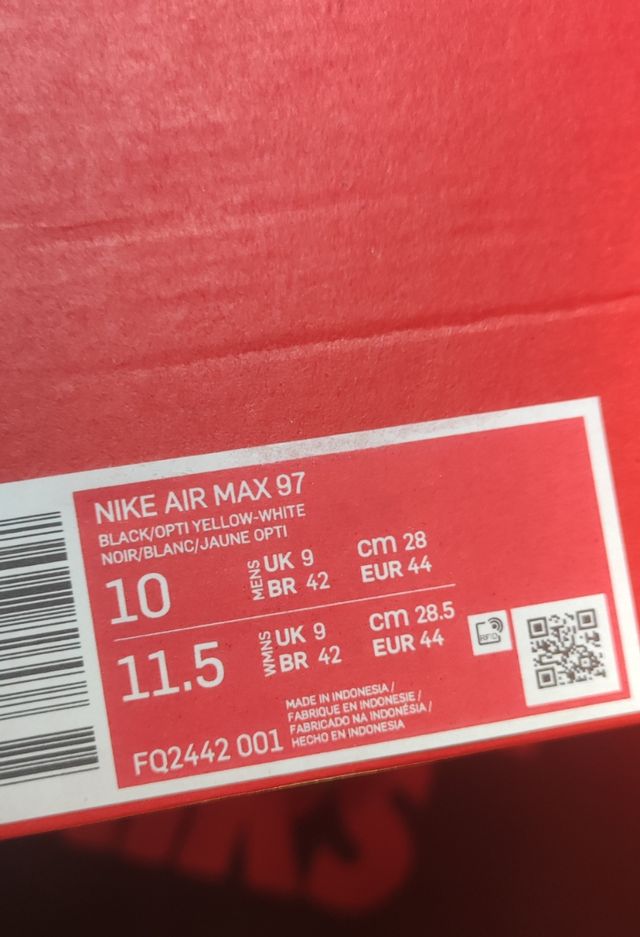 NIKE AIR MAX 97
BLACK/OPTI YELLOW-WHITE
NOIR/BLANC/JAUNE OPTI
10
MENS
UK 9
BR 42
cm 28
EUR 44
11.5
WMNS
UK 9
BR 42
cm 28.5
EUR 44
RFID
FQ2442 001
MADE IN INDONESIA /
FABRIQUE EN INDONESIE /
FABRICADO NA INDONÉSIA /
HECHO EN INDONESIA